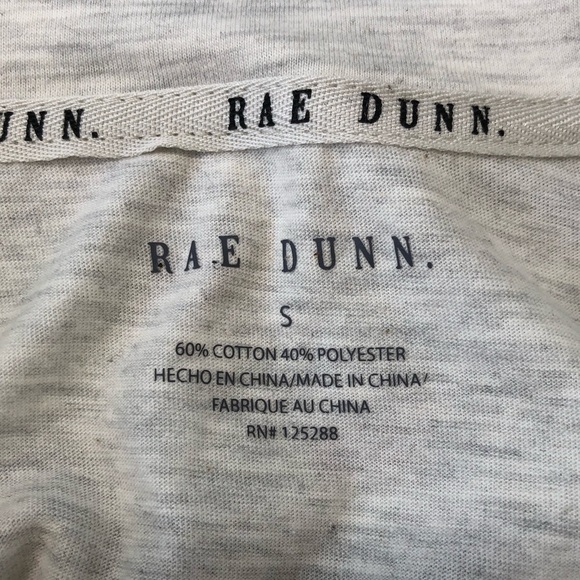 UNN. RAE DUNN.
RAE DUNN.
S
60% COTTON 40% POLYESTER
HECHO EN CHINA/MADE IN CHINA/
FABRIQUE AU CHINA
RN# 125288